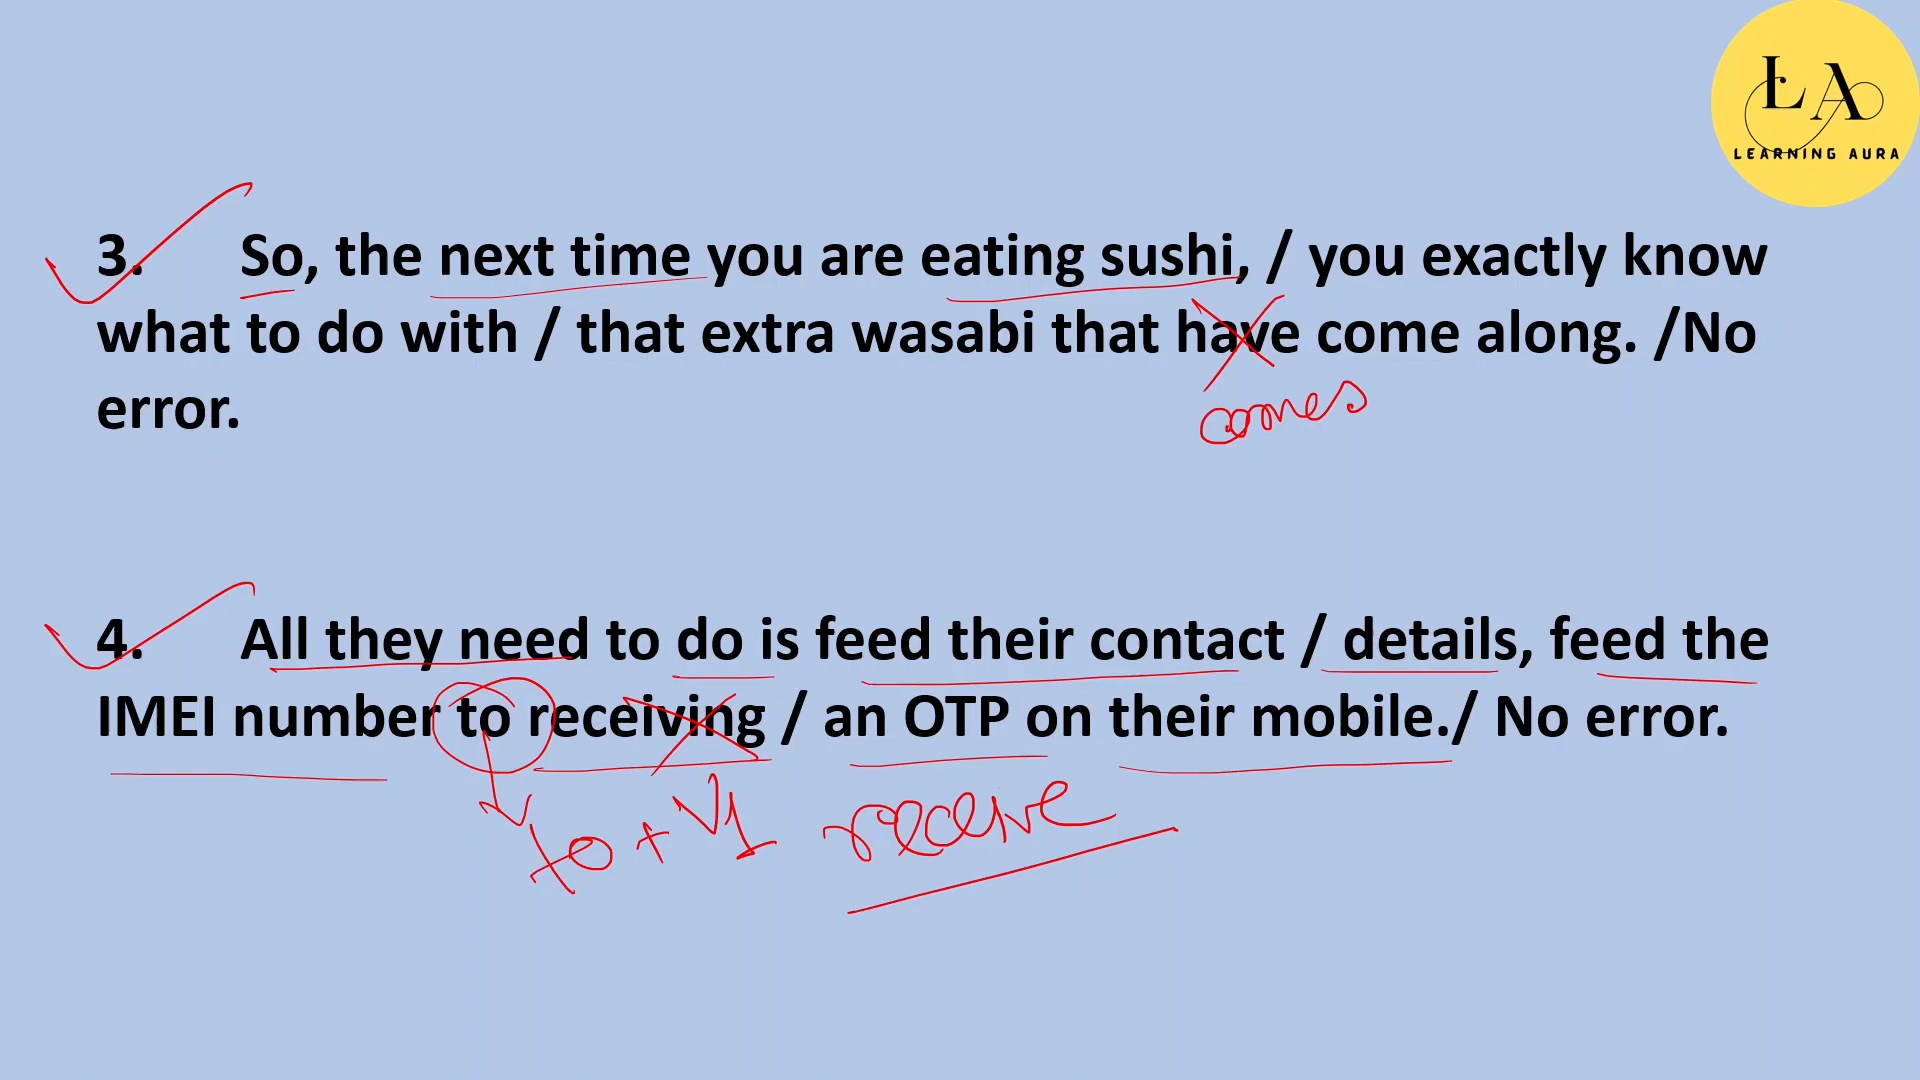 LA
LEARNING AURA
3. So, the next time you are eating sushi, / you exactly know
what to do with / that extra wasabi that have come along. /No
error.
comes
4. All they need to do is feed their contact / details, feed the
IMEI number to receiving / an OTP on their mobile./ No error.
to + V1 receive